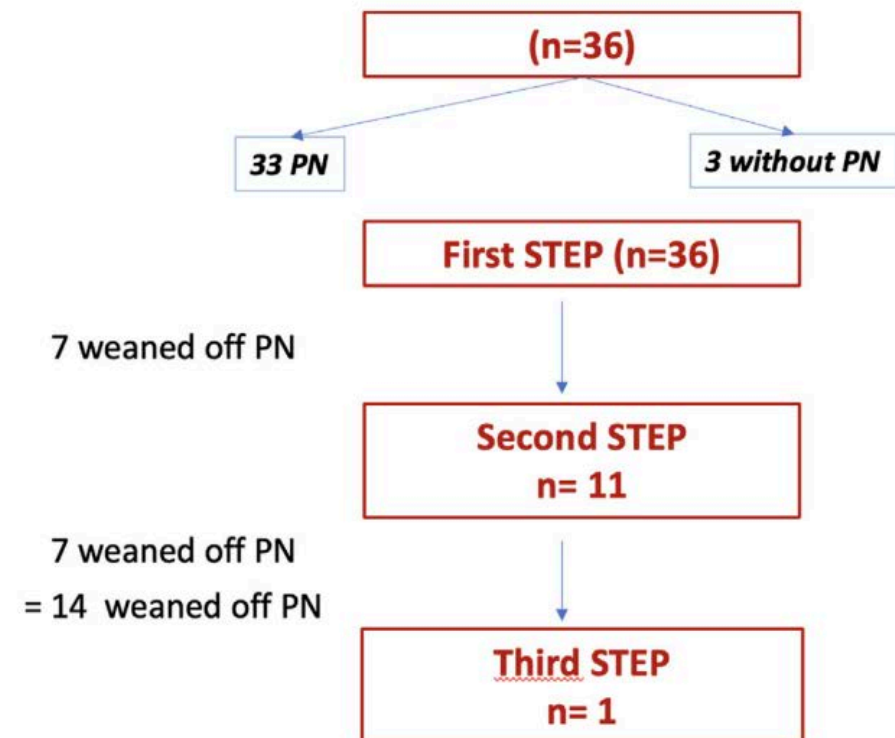 (n=36)
33 PN
3 without PN
First STEP (n=36)
7 weaned off PN
Second STEP
n= 11
7 weaned off PN
= 14 weaned off PN
Third STEP
n= 1